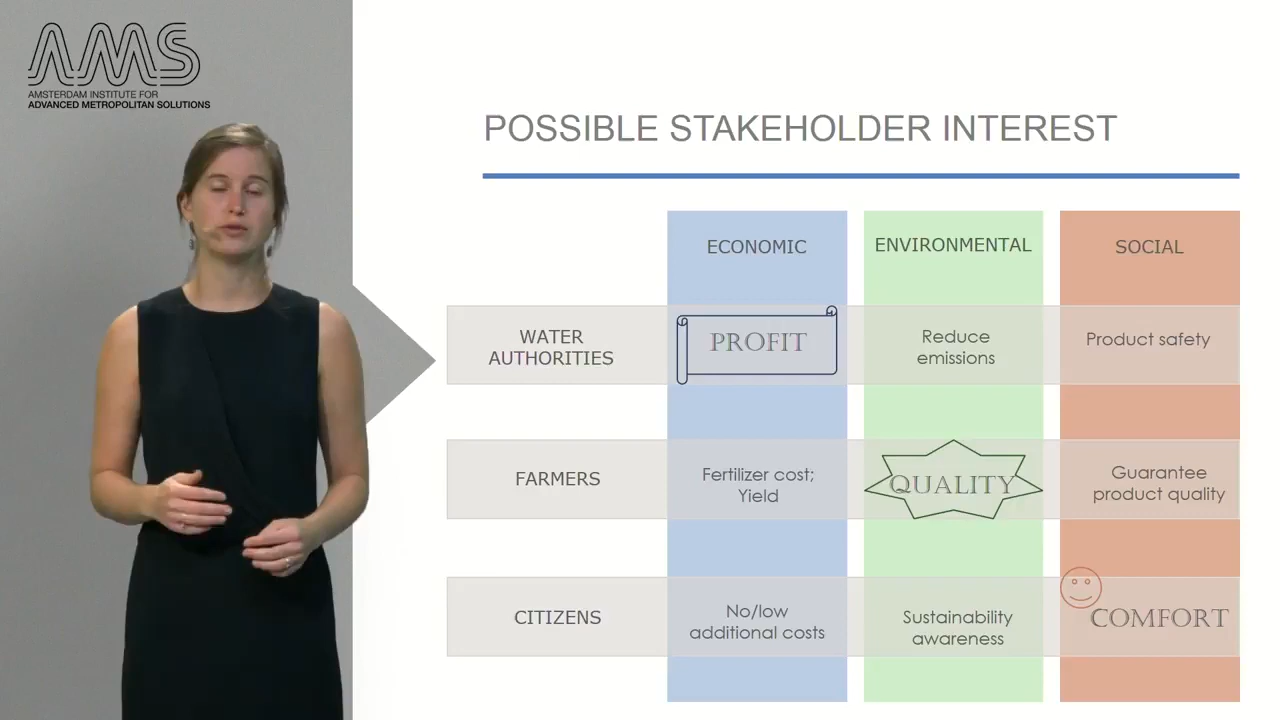 AMS
AMSTERDAM INSTITUTE FOR
ADVANCED METROPOLITAN SOLUTIONS
POSSIBLE STAKEHOLDER INTEREST
ECONOMIC
ENVIRONMENTAL
SOCIAL
WATER
AUTHORITIES
PROFIT
Reduce
emissions
Product safety
FARMERS
Fertilizer cost;
Yield
QUALITY
Guarantee
product quality
CITIZENS
No/low
additional costs
Sustainability
awareness
COMFORT